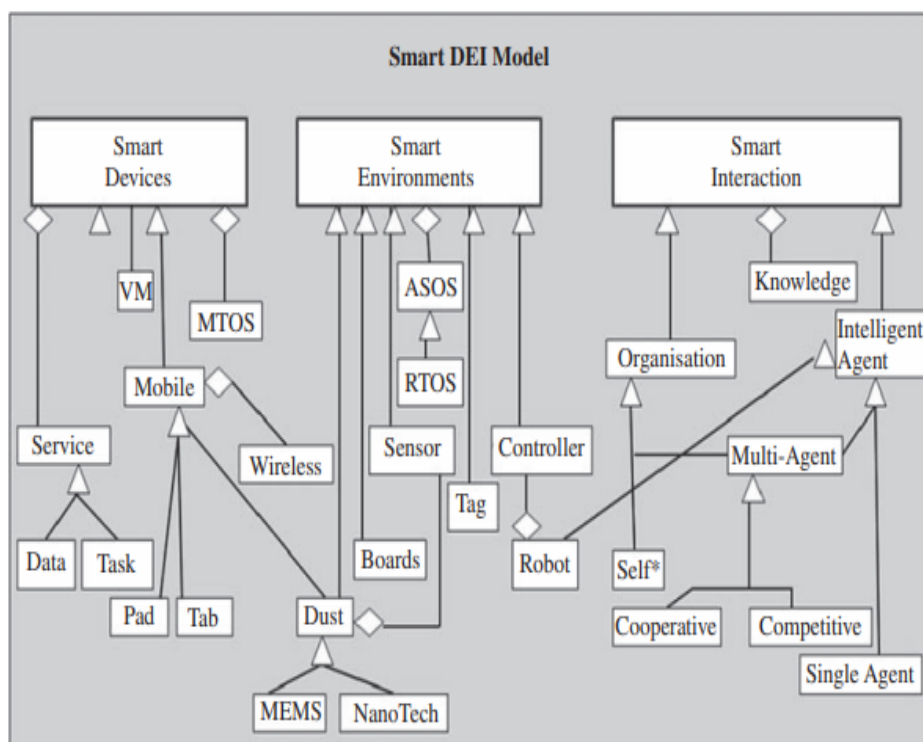 Smart DEI Model
Smart
Devices
Smart
Environments
Smart
Interaction
VM
MTOS
ASOS
Knowledge
Intelligent
Agent
Organisation
Mobile
RTOS
Service
Wireless
Sensor
Controller
Multi-Agent
Tag
Data
Task
Boards
Robot
Self*
Pad
Tab
Dust
Cooperative
Competitive
Single Agent
MEMS
NanoTech